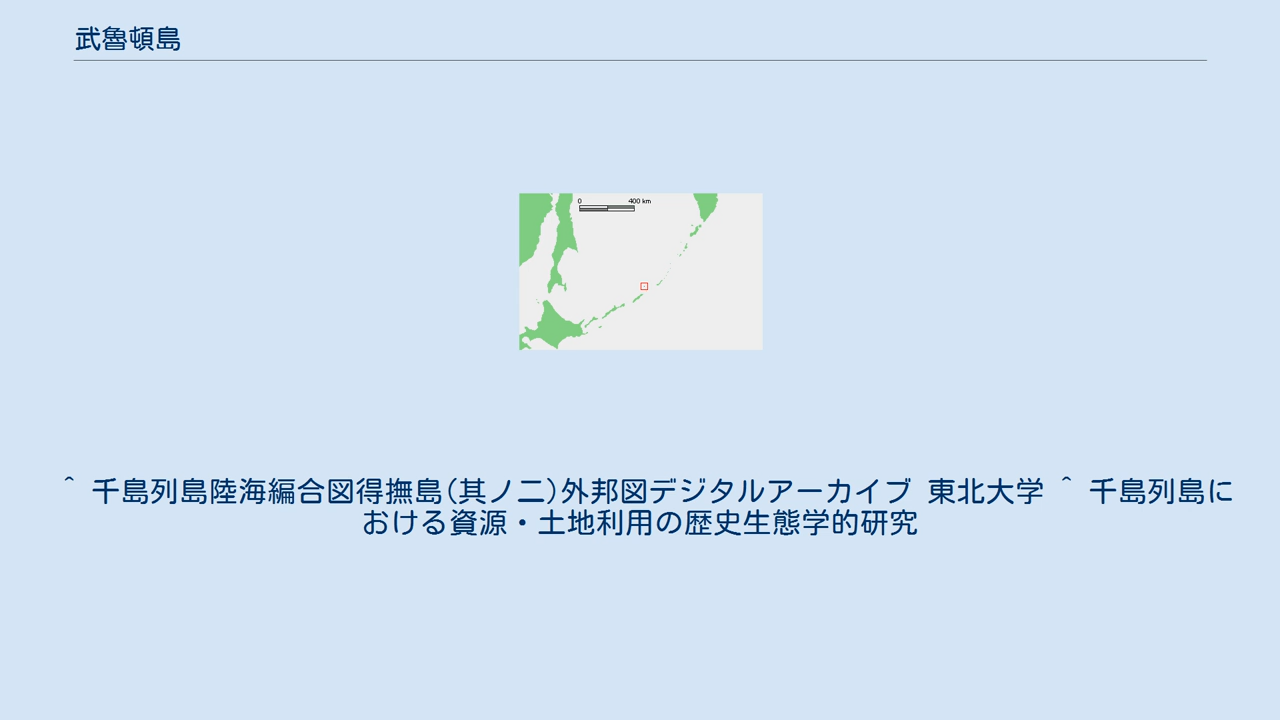 武魯頓島
0 400 km
＾ 千島列島陸海編合図得撫島(其ノ二)外邦図デジタルアーカイブ 東北大学 ＾ 千島列島に
おける資源・土地利用の歴史生態学的研究